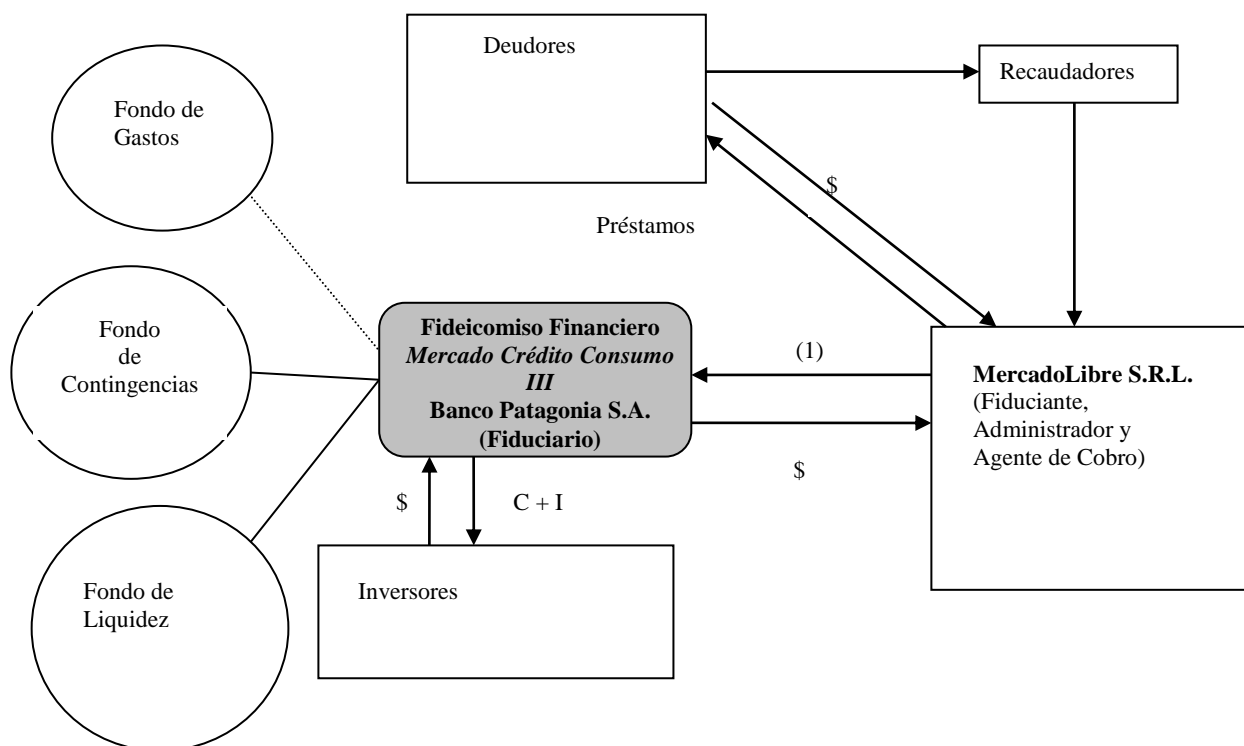 Deudores
Recaudadores
Fondo de
Gastos
$
Préstamos
Fondo
de
Contingencias
Fideicomiso Financiero
Mercado Crédito Consumo
III
Banco Patagonia S.A.
(Fiduciario)
(1)
MercadoLibre S.R.L.
(Fiduciante,
Administrador y
Agente de Cobro)
$
$
C + I
Fondo de
Liquidez
Inversores